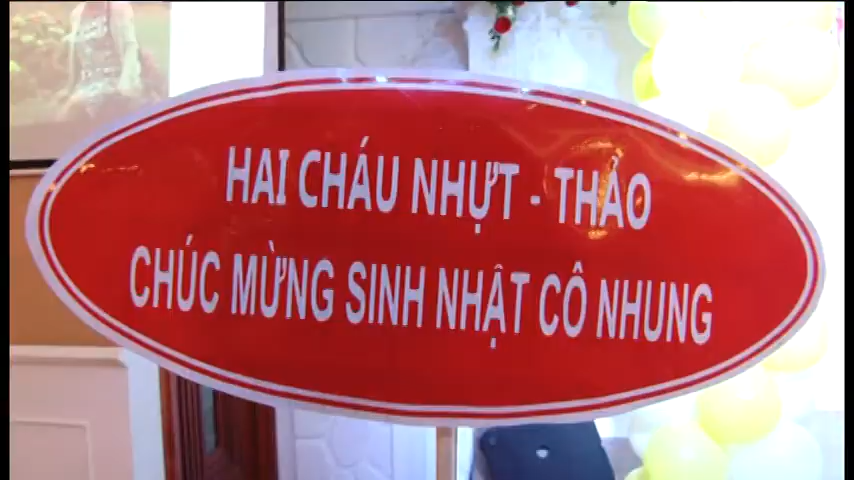 HAI CHÁU NHỰT - THẢO
CHÚC MỪNG SINH NHẬT CÔ NHUNG